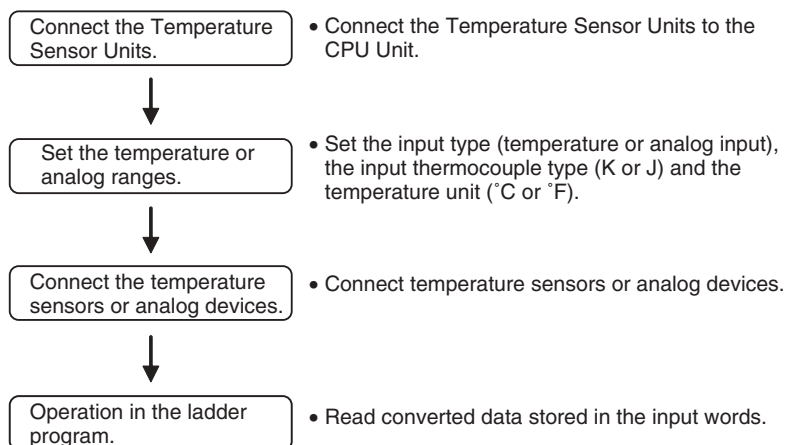 Connect the Temperature
Sensor Units.
• Connect the Temperature Sensor Units to the
CPU Unit.
Set the temperature or
analog ranges.
• Set the input type (temperature or analog input),
the input thermocouple type (K or J) and the
temperature unit (˚C or ˚F).
Connect the temperature
sensors or analog devices.
• Connect temperature sensors or analog devices.
Operation in the ladder
program.
• Read converted data stored in the input words.